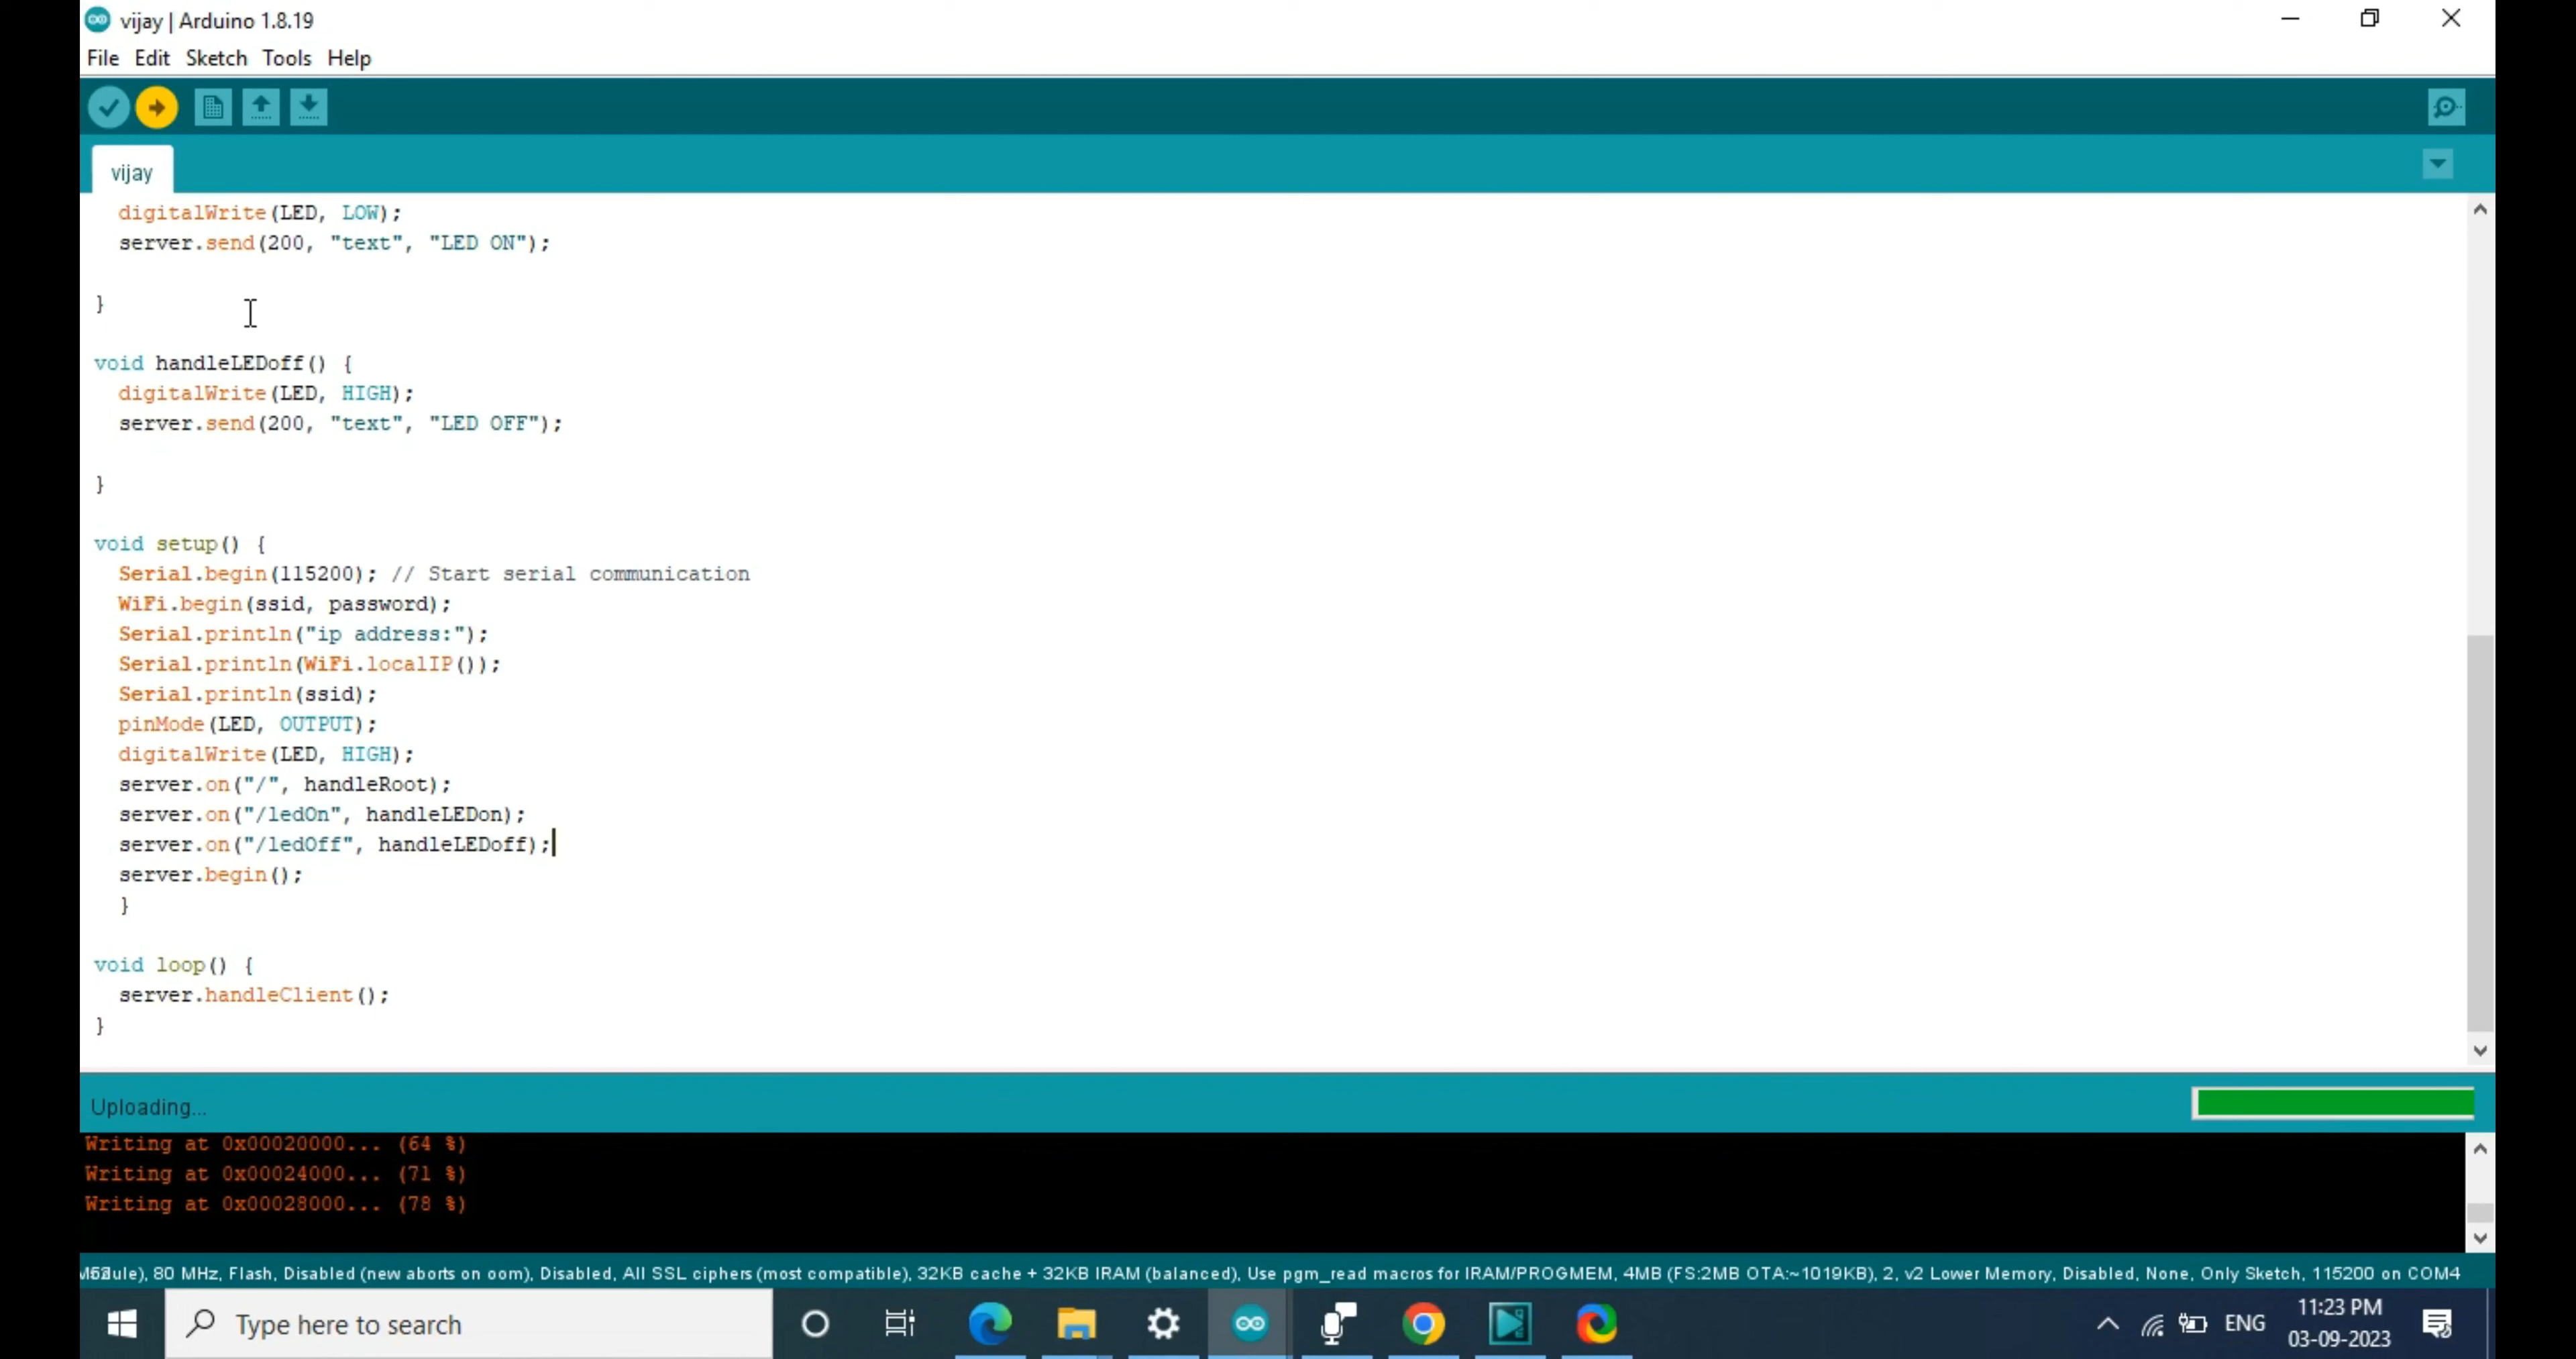 vijay | Arduino 1.8.19
File Edit Sketch Tools Help
vijay
digitalWrite(LED, LOW);
server.send(200, "text", "LED ON");
}
void handleLEDoff() {
digitalWrite(LED, HIGH);
server.send(200, "text", "LED OFF");
}
void setup() {
Serial.begin(115200); // Start serial communication
WiFi.begin(ssid, password);
Serial.println("ip address:");
Serial.println(WiFi.localIP());
Serial.println(ssid);
pinMode(LED, OUTPUT);
digitalWrite(LED, HIGH);
server.on("/", handleRoot);
server.on("/ledOn", handleLEDon);
server.on("/ledOff", handleLEDoff);
server.begin();
}
void loop() {
server.handleClient();
}
Uploading...
Writing at 0x00020000... (64 %)
Writing at 0x00024000... (71 %)
Writing at 0x00028000... (78 %)
80 MHz, Flash, Disabled (new aborts on oom), Disabled, All SSL ciphers (most compatible), 32KB cache + 32KB IRAM (balanced), Use pgm_read macros for IRAM/PROGMEM, 4MB (FS:2MB OTA:~1019KB), 2, v2 Lower Memory, Disabled, None, Only Sketch, 115200 on COM4
Type here to search
ENG
11:23 PM
03-09-2023